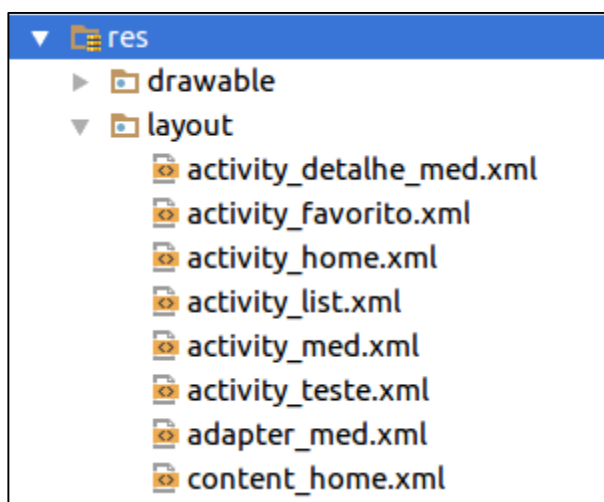 res
drawable
layout
activity_detalhe_med.xml
activity_favorito.xml
activity_home.xml
activity_list.xml
activity_med.xml
activity_teste.xml
adapter_med.xml
content_home.xml